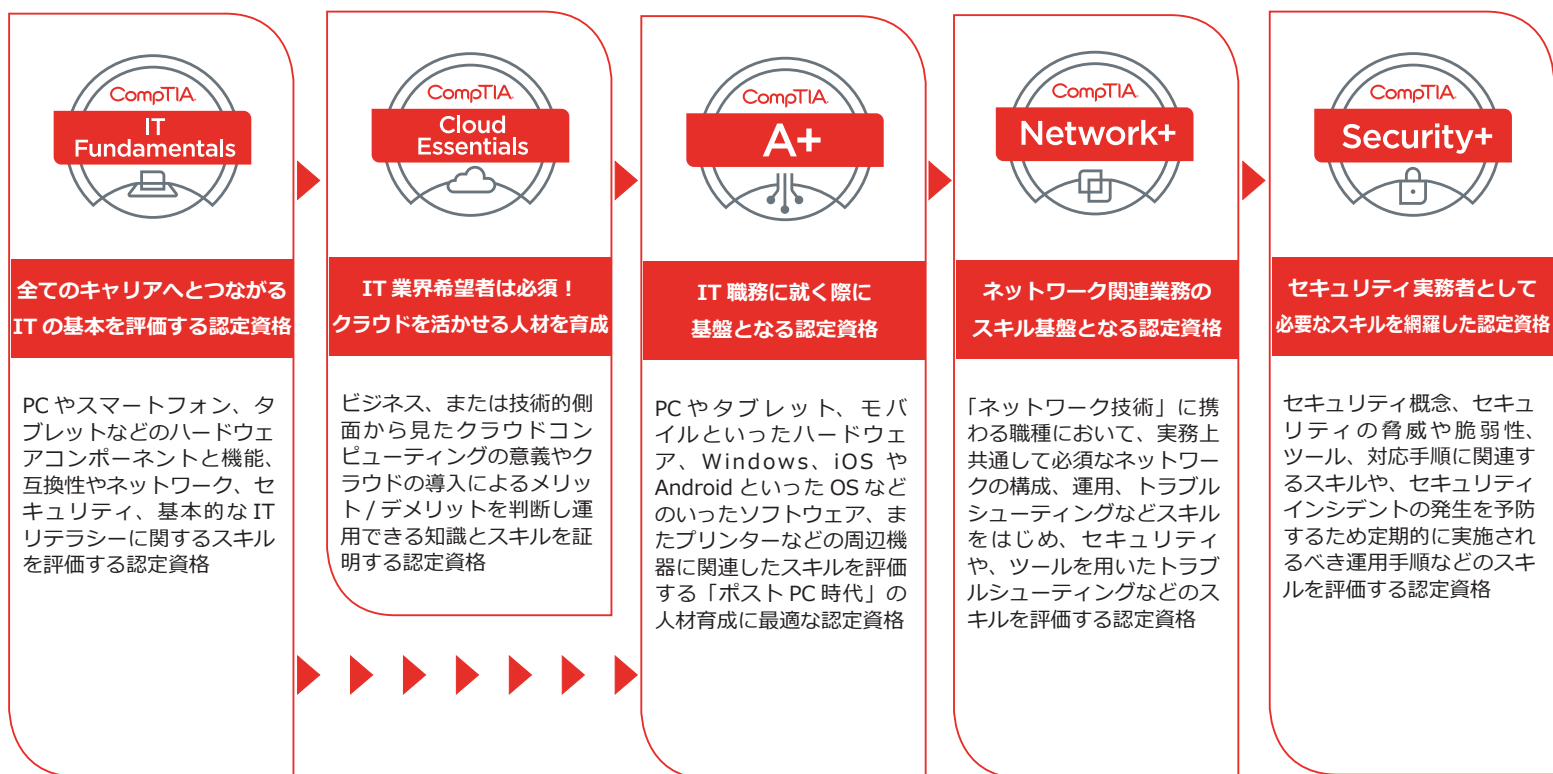 CompTIA.
IT
Fundamentals
全てのキャリアへとつながる
IT の基本を評価する認定資格
PC やスマートフォン、タ
ブレットなどのハードウェ
アコンポーネントと機能、
互換性やネットワーク、セ
キュリティ、基本的な IT
リテラシーに関するスキル
を評価する認定資格
CompTIA.
Cloud
Essentials
IT 業界希望者は必須！
クラウドを活かせる人材を育成
ビジネス、または技術的側
面から見たクラウドコン
ピューティングの意義やク
ラウドの導入によるメリッ
ト / デメリットを判断し運
用できる知識とスキルを証
明する認定資格
CompTIA.
A+
IT 職務に就く際に
基盤となる認定資格
PC やタブレット、モバ
イルといったハードウェ
ア、Windows、iOS や
Android といった OS など
のいったソフトウェア、ま
たプリンターなどの周辺機
器に関連したスキルを評価
する「ポスト PC 時代」の
人材育成に最適な認定資格
CompTIA.
Network+
ネットワーク関連業務の
スキル基盤となる認定資格
「ネットワーク技術」に携
わる職種において、実務上
共通して必須なネットワー
クの構成、運用、トラブル
シューティングなどスキル
をはじめ、セキュリティ
や、ツールを用いたトラブ
ルシューティングなどのス
キルを評価する認定資格
CompTIA.
Security+
セキュリティ実務者として
必要なスキルを網羅した認定資格
セキュリティ概念、セキュ
リティの脅威や脆弱性、
ツール、対応手順に関連す
るスキルや、セキュリティ
インシデントの発生を予防
するため定期的に実施され
るべき運用手順などのスキ
ルを評価する認定資格